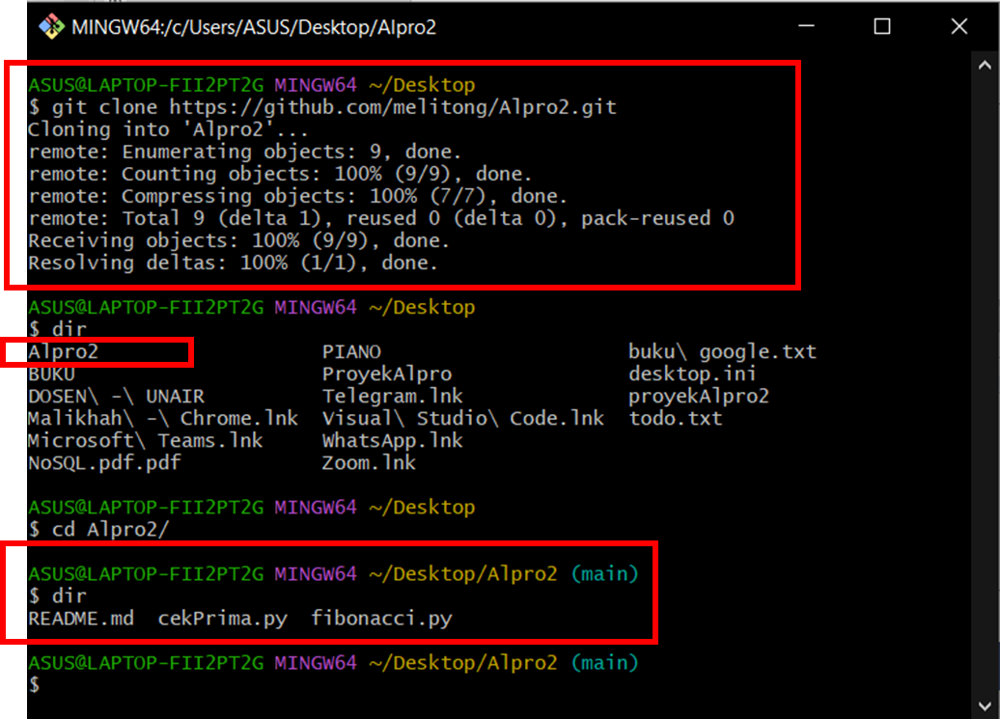 MINGW64:/c/Users/ASUS/Desktop/Alpro2
ASUS@LAPTOP-FII2PT2G MINGW64 ~/Desktop
$ git clone https://github.com/melitong/Alpro2.git
Cloning into 'Alpro2'...
remote: Enumerating objects: 9, done.
remote: Counting objects: 100% (9/9), done.
remote: Compressing objects: 100% (7/7), done.
remote: Total 9 (delta 1), reused 0 (delta 0), pack-reused 0
Receiving objects: 100% (9/9), done.
Resolving deltas: 100% (1/1), done.
ASUS@LAPTOP-FII2PT2G MINGW64 ~/Desktop
$ dir
Alpro2 PIANO buku\ google.txt
BUKU ProyekAlpro desktop.ini
DOSEN\ -\ UNAIR Telegram.lnk proyekAlpro2
Malikhah\ -\ Chrome.lnk Visual\ Studio\ Code.lnk todo.txt
Microsoft\ Teams.lnk WhatsApp.lnk
NoSQL.pdf.pdf Zoom.lnk
ASUS@LAPTOP-FII2PT2G MINGW64 ~/Desktop
$ cd Alpro2/
ASUS@LAPTOP-FII2PT2G MINGW64 ~/Desktop/Alpro2 (main)
$ dir
README.md cekPrima.py fibonacci.py
ASUS@LAPTOP-FII2PT2G MINGW64 ~/Desktop/Alpro2 (main)
$